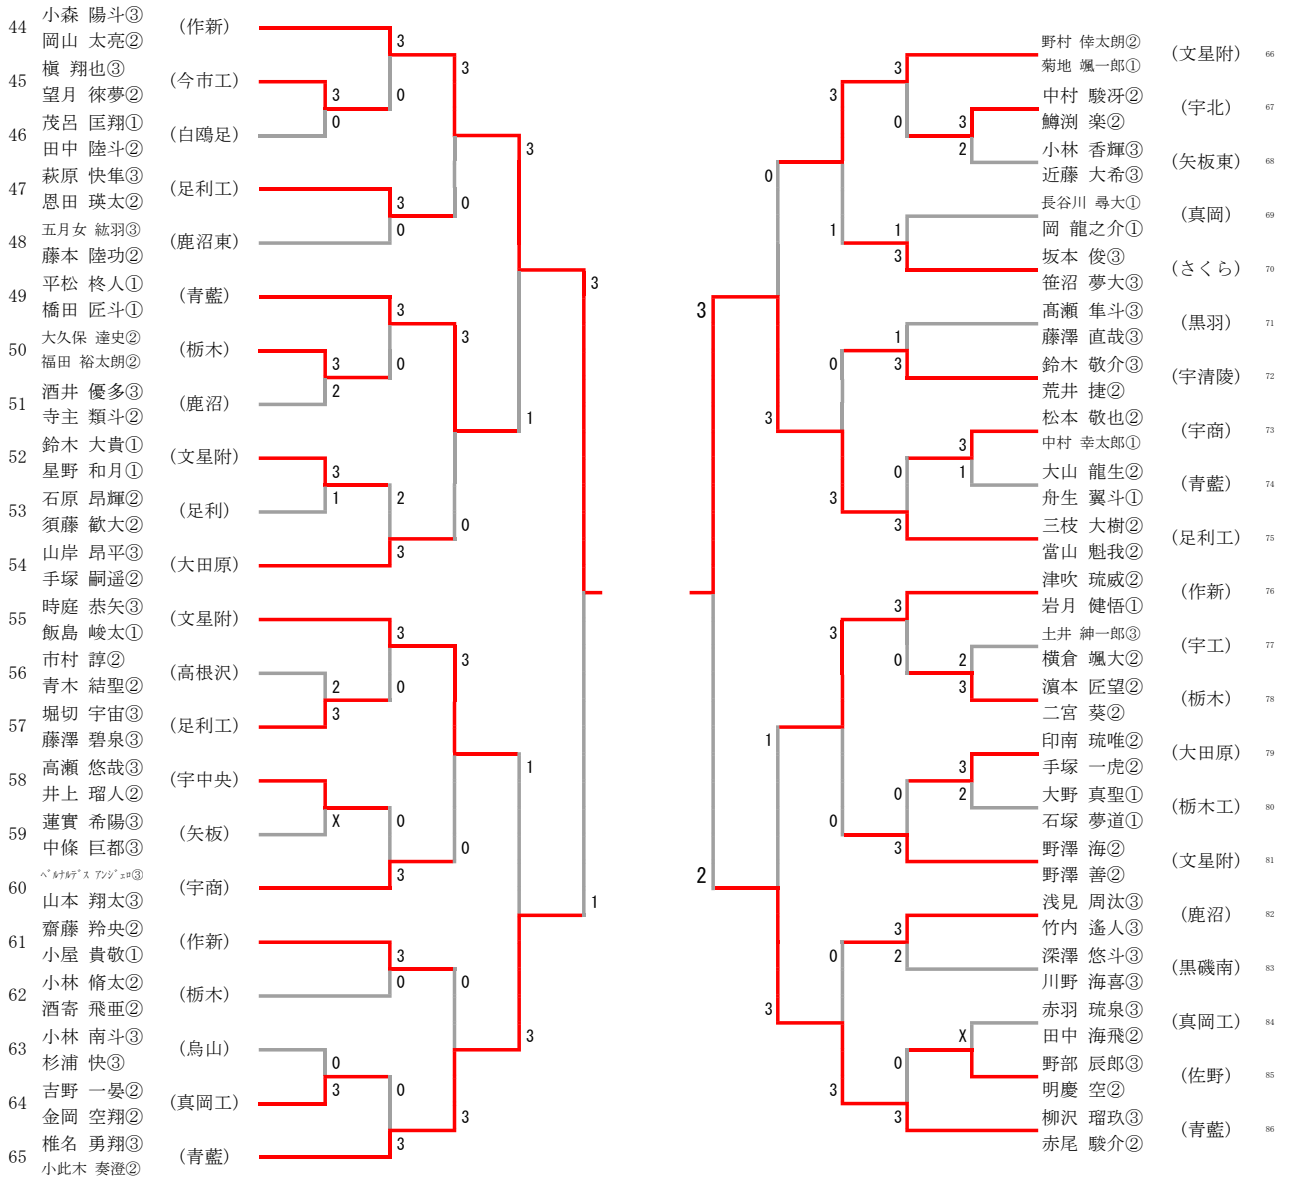 44 小森 陽斗③ 岡山 太亮② (作新)
45 槇 翔也③ 望月 徠夢② (今市工)
46 茂呂 匡翔① 田中 陸斗② (白鴎足)
47 萩原 快隼③ 恩田 瑛太② (足利工)
48 五月女 紘羽③ 藤本 陸功② (鹿沼東)
49 平松 柊人① 橋田 匠斗① (青藍)
50 大久保 達史② 福田 裕太朗② (栃木)
51 酒井 優多③ 寺主 類斗② (鹿沼)
52 鈴木 大貴① 星野 和月① (文星附)
53 石原 昂輝② 須藤 歓大② (足利)
54 山岸 昂平③ 手塚 嗣遥② (大田原)
55 時庭 恭矢③ 飯島 峻太① (文星附)
56 市村 諄② 青木 結聖② (高根沢)
57 堀切 宇宙③ 藤澤 碧泉③ (足利工)
58 高瀬 悠哉③ 井上 瑠人② (宇中央)
59 蓮實 希陽③ 中條 巨都③ (矢板)
60 ベルナルデス アンジェロ③ 山本 翔太③ (宇商)
61 齋藤 羚央② 小屋 貴敬① (作新)
62 小林 脩太② 酒寄 飛亜② (栃木)
63 小林 南斗③ 杉浦 快③ (烏山)
64 吉野 一晏② 金岡 空翔② (真岡工)
65 椎名 勇翔③ 小此木 奏澄② (青藍)
3
0
3
0
3
0
3
0
3
0
3
2
3
1
2
3
3
0
1
3
3
0
2
3
3
0
X
0
3
0
3
0
0
3
0
3
0
3
1
3
3
1
野村 倖太朗② 菊地 颯一郎① (文星附) 66
中村 駿冴② 鱒渕 楽② (宇北) 67
小林 香輝③ 近藤 大希③ (矢板東) 68
長谷川 尋大① 岡 龍之介① (真岡) 69
坂本 俊③ 笹沼 夢大③ (さくら) 70
髙瀬 隼斗③ 藤澤 直哉③ (黒羽) 71
鈴木 敬介③ 荒井 捷② (宇清陵) 72
松本 敬也② 中村 幸太郎① (宇商) 73
大山 龍生② 舟生 翼斗① (青藍) 74
三枝 大樹② 當山 魁我② (足利工) 75
津吹 琉威② 岩月 健悟① (作新) 76
土井 紳一郎③ 横倉 颯大② (宇工) 77
濵本 匠望② 二宮 葵② (栃木) 78
印南 琉唯② 手塚 一虎② (大田原) 79
大野 真聖① 石塚 夢道① (栃木工) 80
野澤 海② 野澤 善② (文星附) 81
浅見 周汰③ 竹内 遙人③ (鹿沼) 82
深澤 悠斗③ 川野 海喜③ (黒磯南) 83
赤羽 琉泉③ 田中 海飛② (真岡工) 84
野部 辰郎③ 明慶 空② (佐野) 85
柳沢 瑠玖③ 赤尾 駿介② (青藍) 86
3
3
0
3
2
0
1
1
3
3
1
0
3
3
3
0
1
3
3
3
3
0
2
3
1
3
0
2
0
3
2
3
0
2
3
X
0
3
3